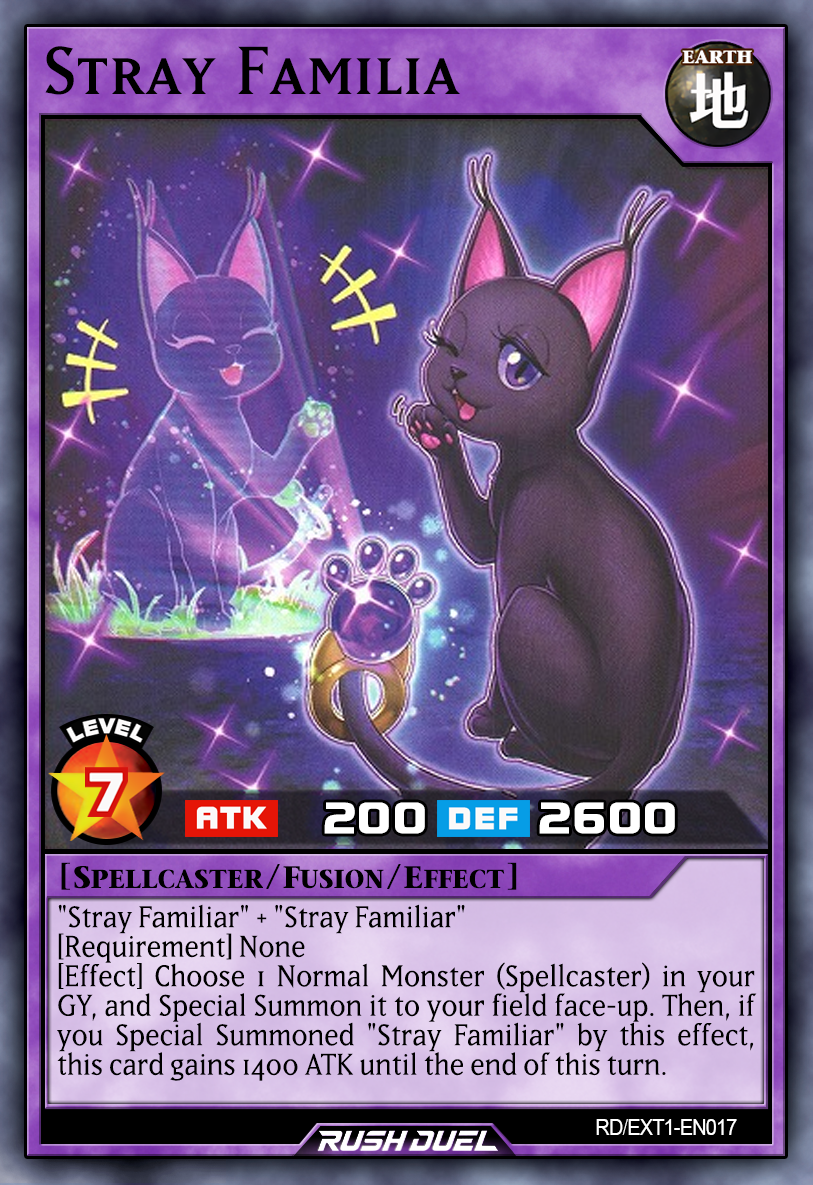 Stray Familia
EARTH
地
LEVEL
7
ATK 200 DEF 2600
[Spellcaster/Fusion/Effect]
"Stray Familiar" + "Stray Familiar"
[Requirement] None
[Effect] Choose 1 Normal Monster (Spellcaster) in your
GY, and Special Summon it to your field face-up. Then, if
you Special Summoned "Stray Familiar" by this effect,
this card gains 1400 ATK until the end of this turn.
RD/EXT1-EN017
RUSH DUEL